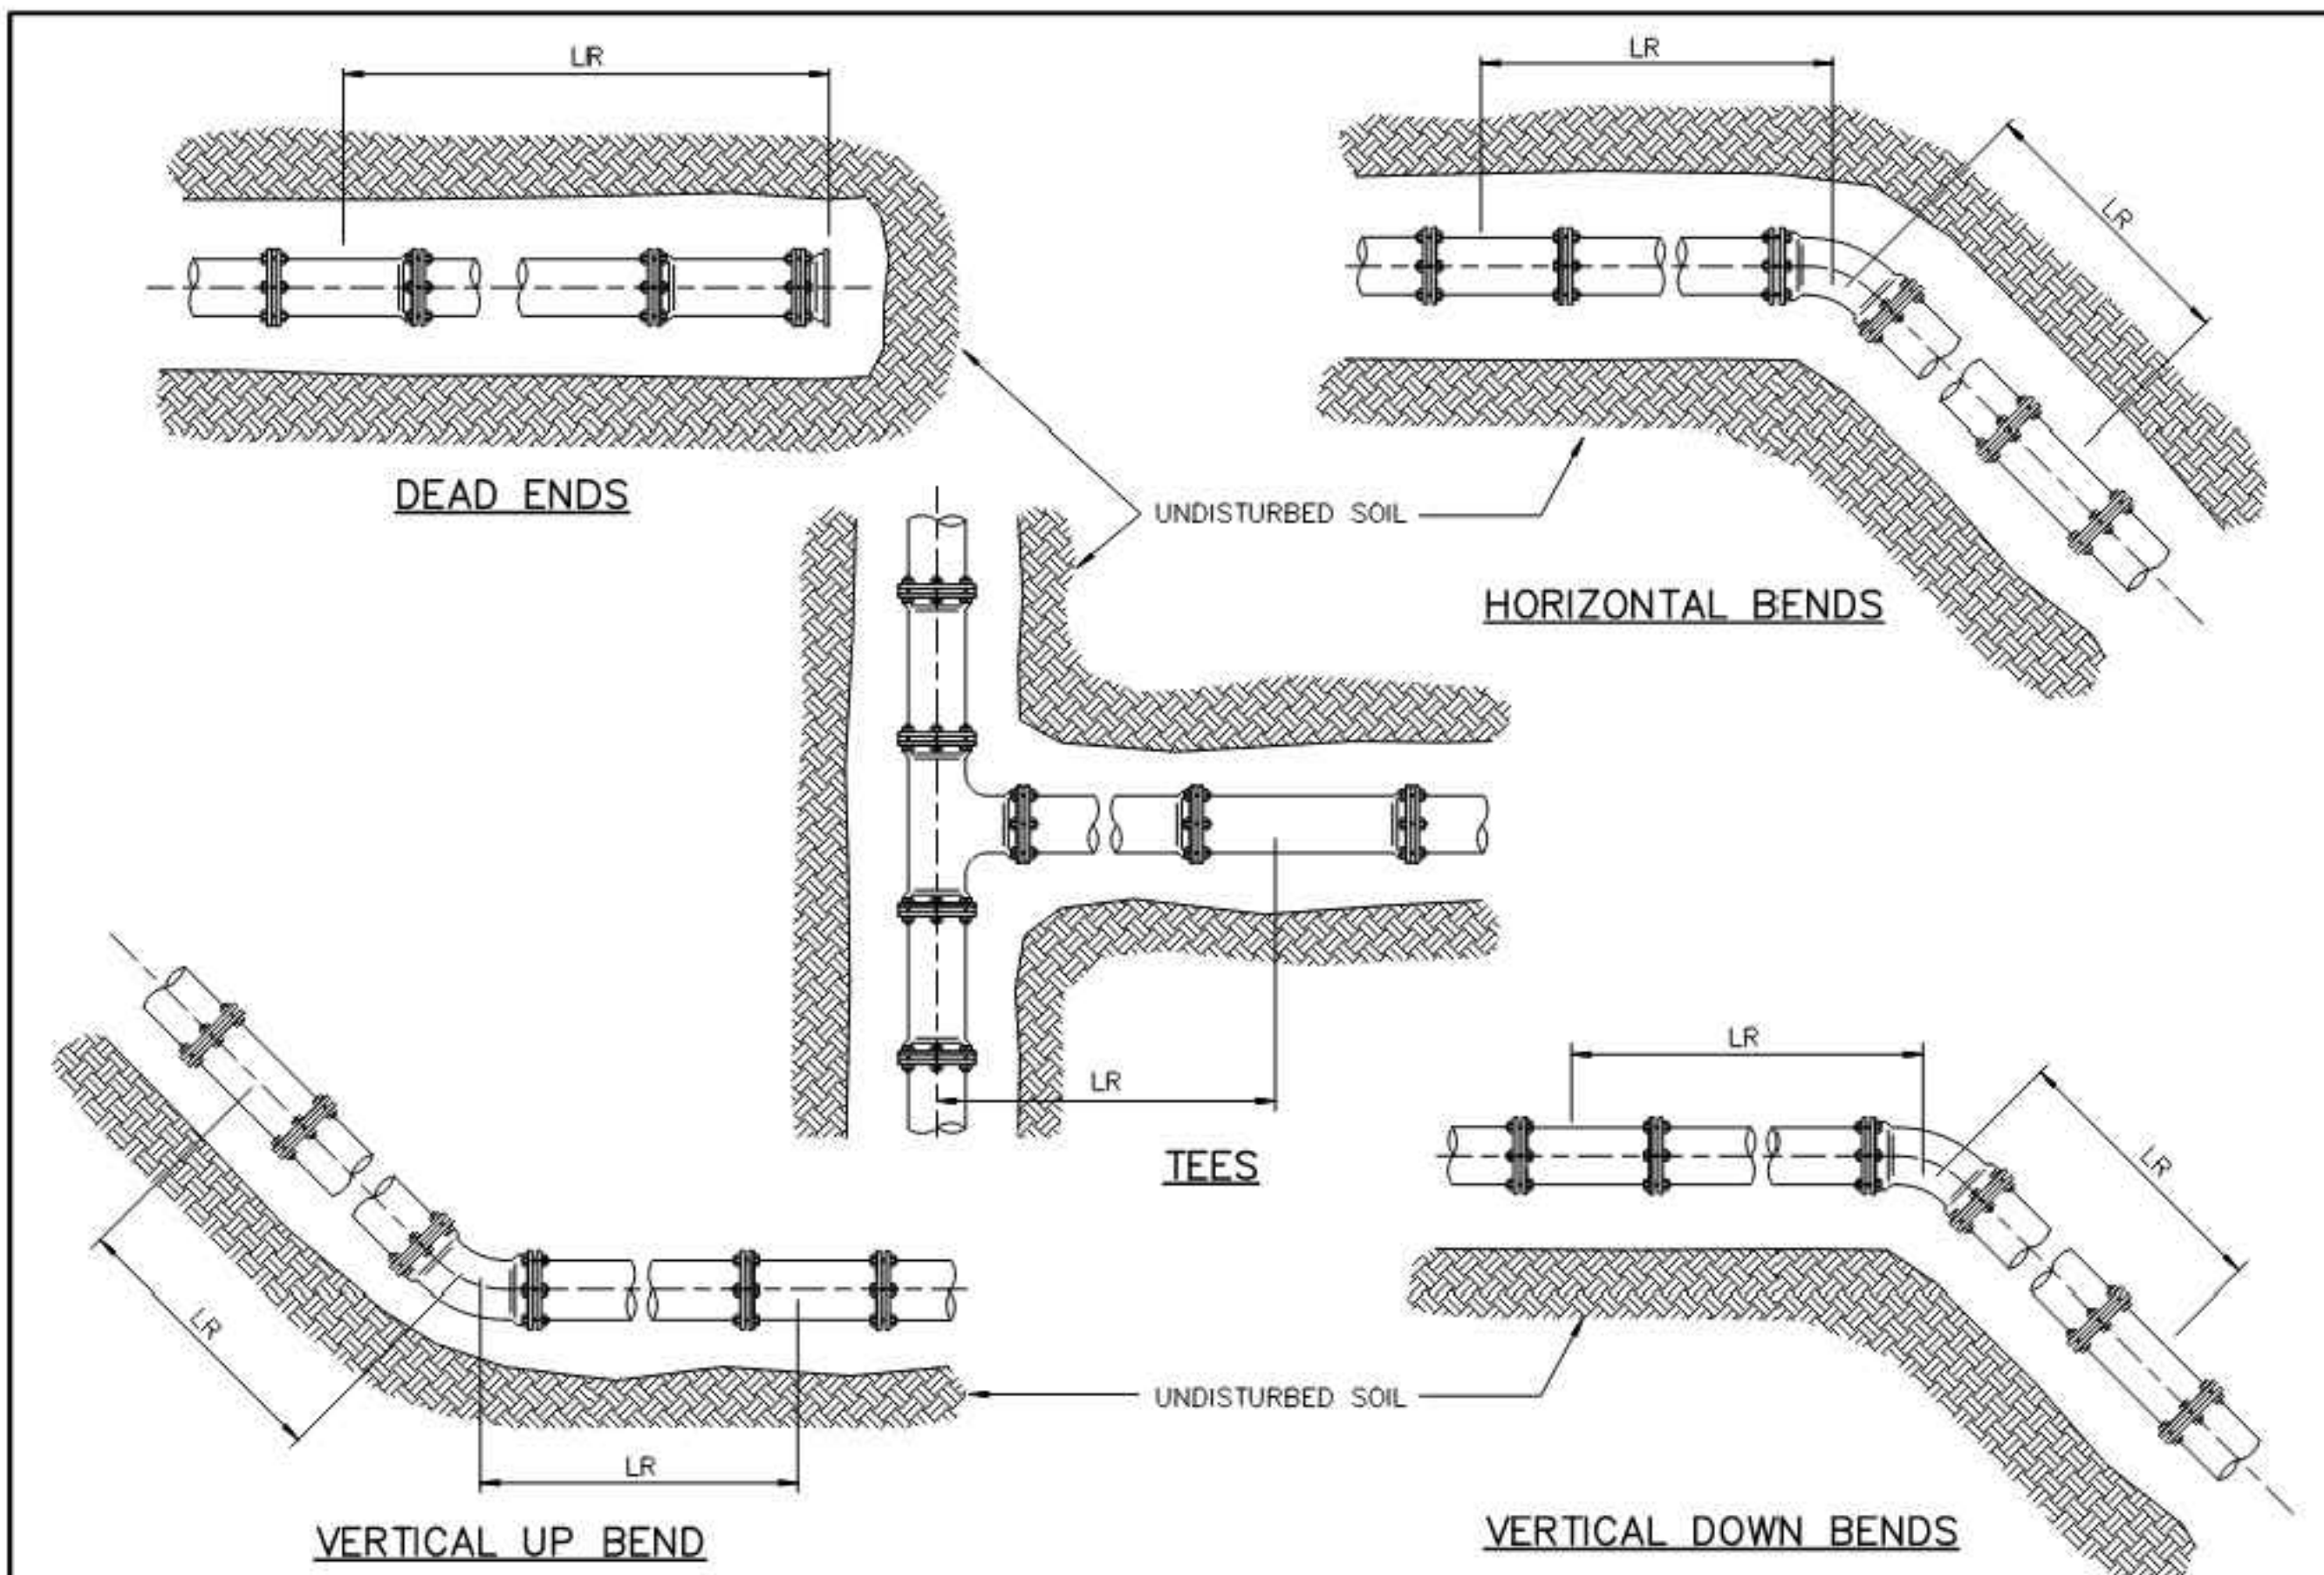 LR
LR
LR
DEAD ENDS
UNDISTURBED SOIL
HORIZONTAL BENDS
LR
TEES
LR
LR
LR
LR
UNDISTURBED SOIL
VERTICAL UP BEND
VERTICAL DOWN BENDS